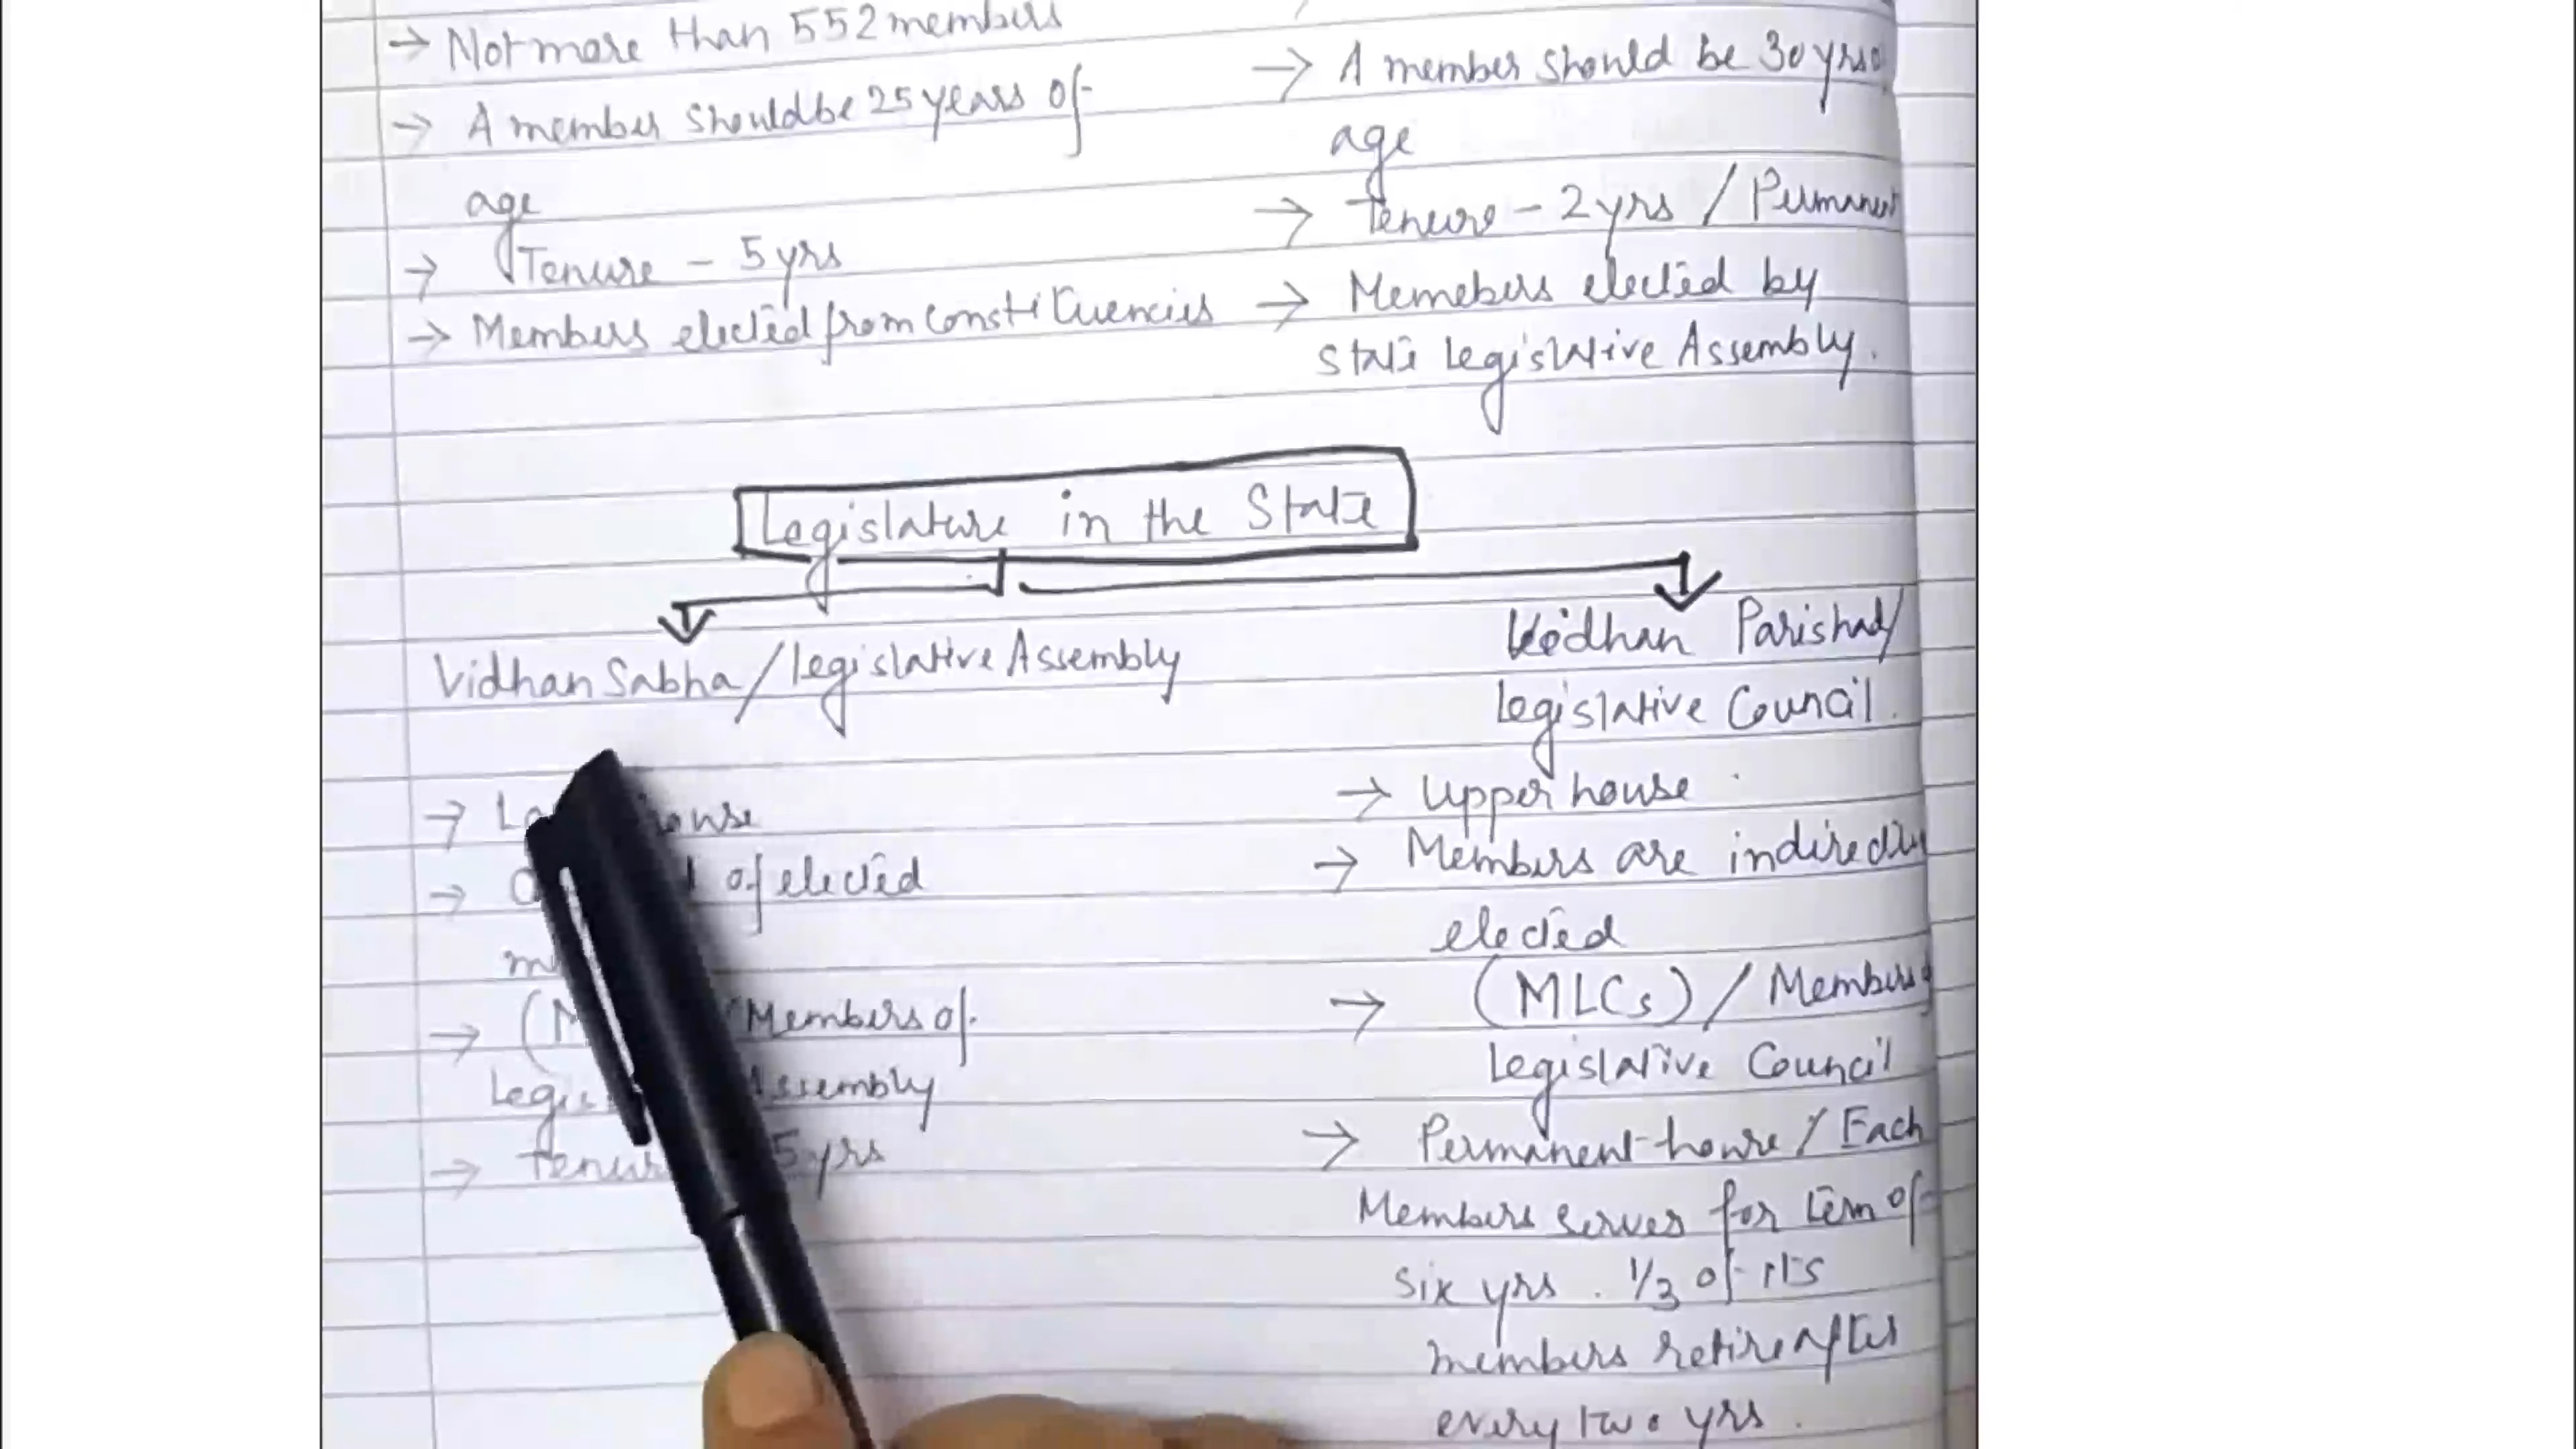 → Not more than 552 members
→ A member should be 25 years of
age
→ Tenure - 5 yrs
→ Members elected from constituencies
→ A member should be 30 yrs
age
→ Tenure - 2 yrs / Permanent
→ Memebers elected by
State Legislative Assembly.
Legislature in the State
Vidhan Sabha / Legislative Assembly
→ house
→ of elected
→ Members of
Assembly
→ 5 yrs
Vidhan Parishad /
Legislative Council.
→ Upper house
→ Members are indirectly
elected
→ (MLCs) / Members
Legislative Council
→ Permanent house / Each
Members serves for term of
six yrs. 1/3 of its
members retire after
every two yrs.